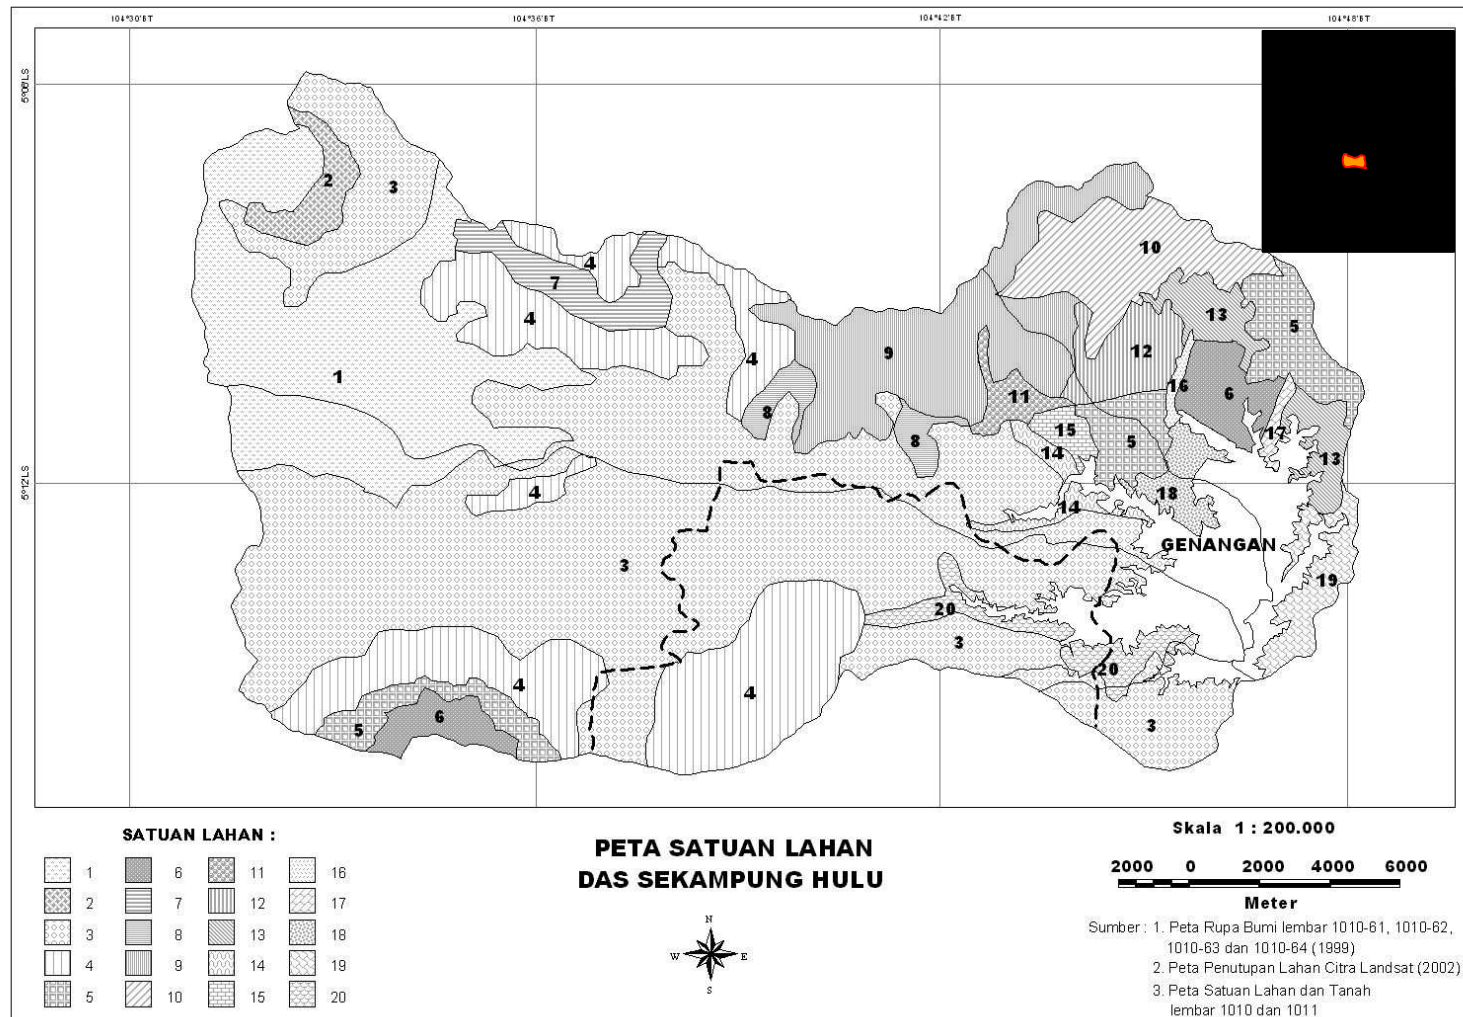 104°30'BT
104°36'BT
104°42'BT
104°48'BT
5°06'LS
5°12'LS
2
3
10
4
7
4
13
5
4
9
12
1
16
6
11
8
15
17
8
5
14
13
4
18
14
GENANGAN
3
19
20
3
4
20
4
6
5
3
SATUAN LAHAN :
1
2
3
4
5
6
7
8
9
10
11
12
13
14
15
16
17
18
19
20
PETA SATUAN LAHAN
DAS SEKAMPUNG HULU
N
W E
S
Skala 1 : 200.000
2000 0 2000 4000 6000
Meter
Sumber : 1. Peta Rupa Bumi lembar 1010-61, 1010-62,
1010-63 dan 1010-64 (1999)
2. Peta Penutupan Lahan Citra Landsat (2002)
3. Peta Satuan Lahan dan Tanah
lembar 1010 dan 1011